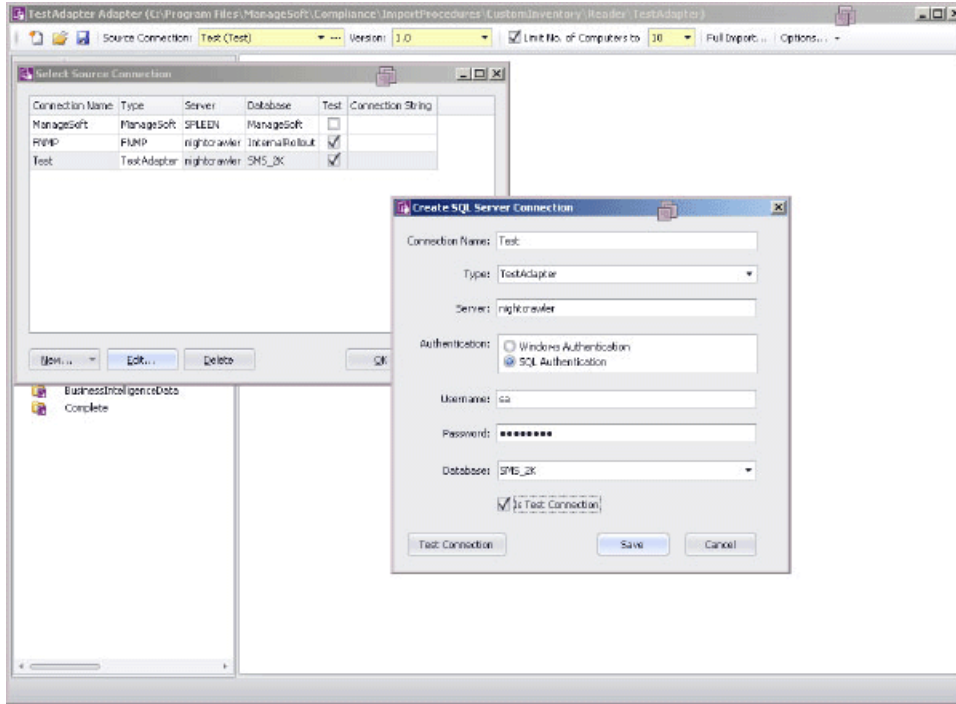 TestAdapter Adapter (C:\Program Files\ManageSoft\Compliance\ImportProcedures\CustomInventory\Reader\TestAdapter)
Source Connection: Test (Test) Version: 1.0 Limit No. of Computers to 10 Full Import... Options...
Select Source Connection
Connection Name Type Server Database Test Connection String
ManageSoft ManageSoft SPLEEN ManageSoft
FNMP FNMP nightcrawler InternalRollout
Test TestAdapter nightcrawler SMS_2K
New... Edit... Delete OK
BusinessIntelligenceData
Complete
Create SQL Server Connection
Connection Name: Test
Type: TestAdapter
Server: nightcrawler
Authentication: Windows Authentication
SQL Authentication
Username: sa
Password: ●●●●●●●●
Database: SMS_2K
Is Test Connection
Test Connection Save Cancel